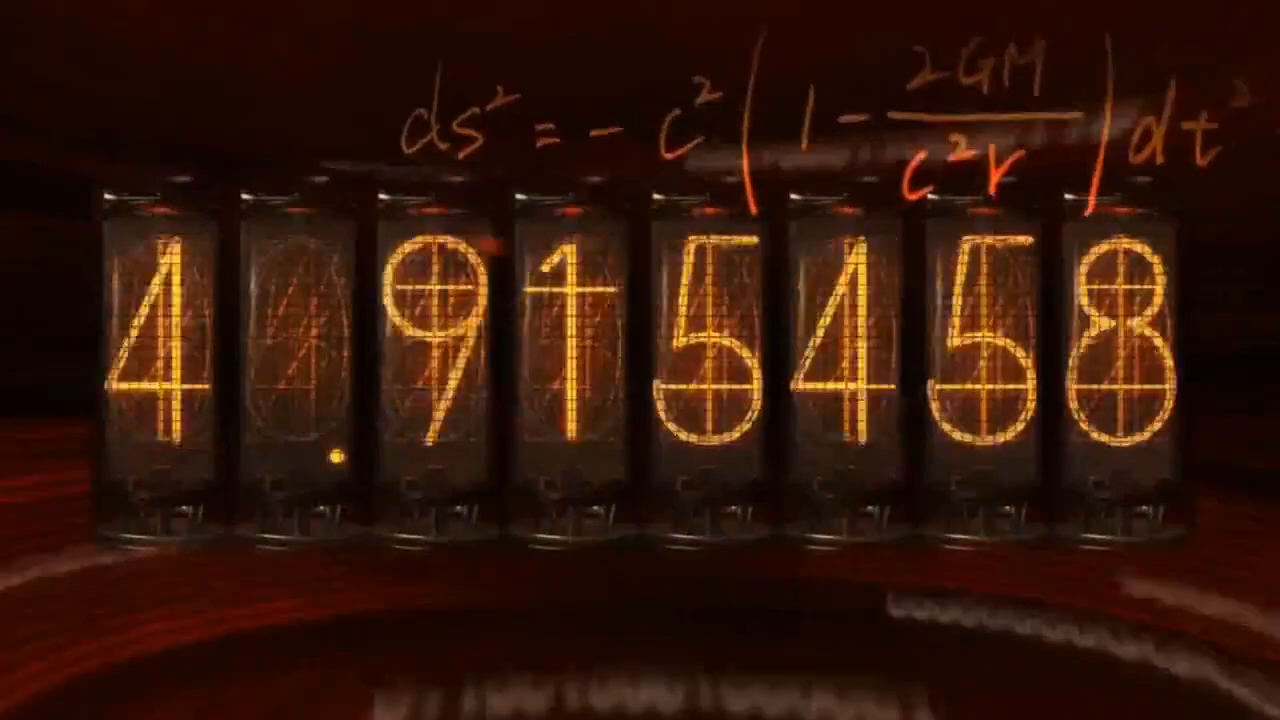 ds² = - c² ( 1 - 2GM / c²r ) dt²
4.915458